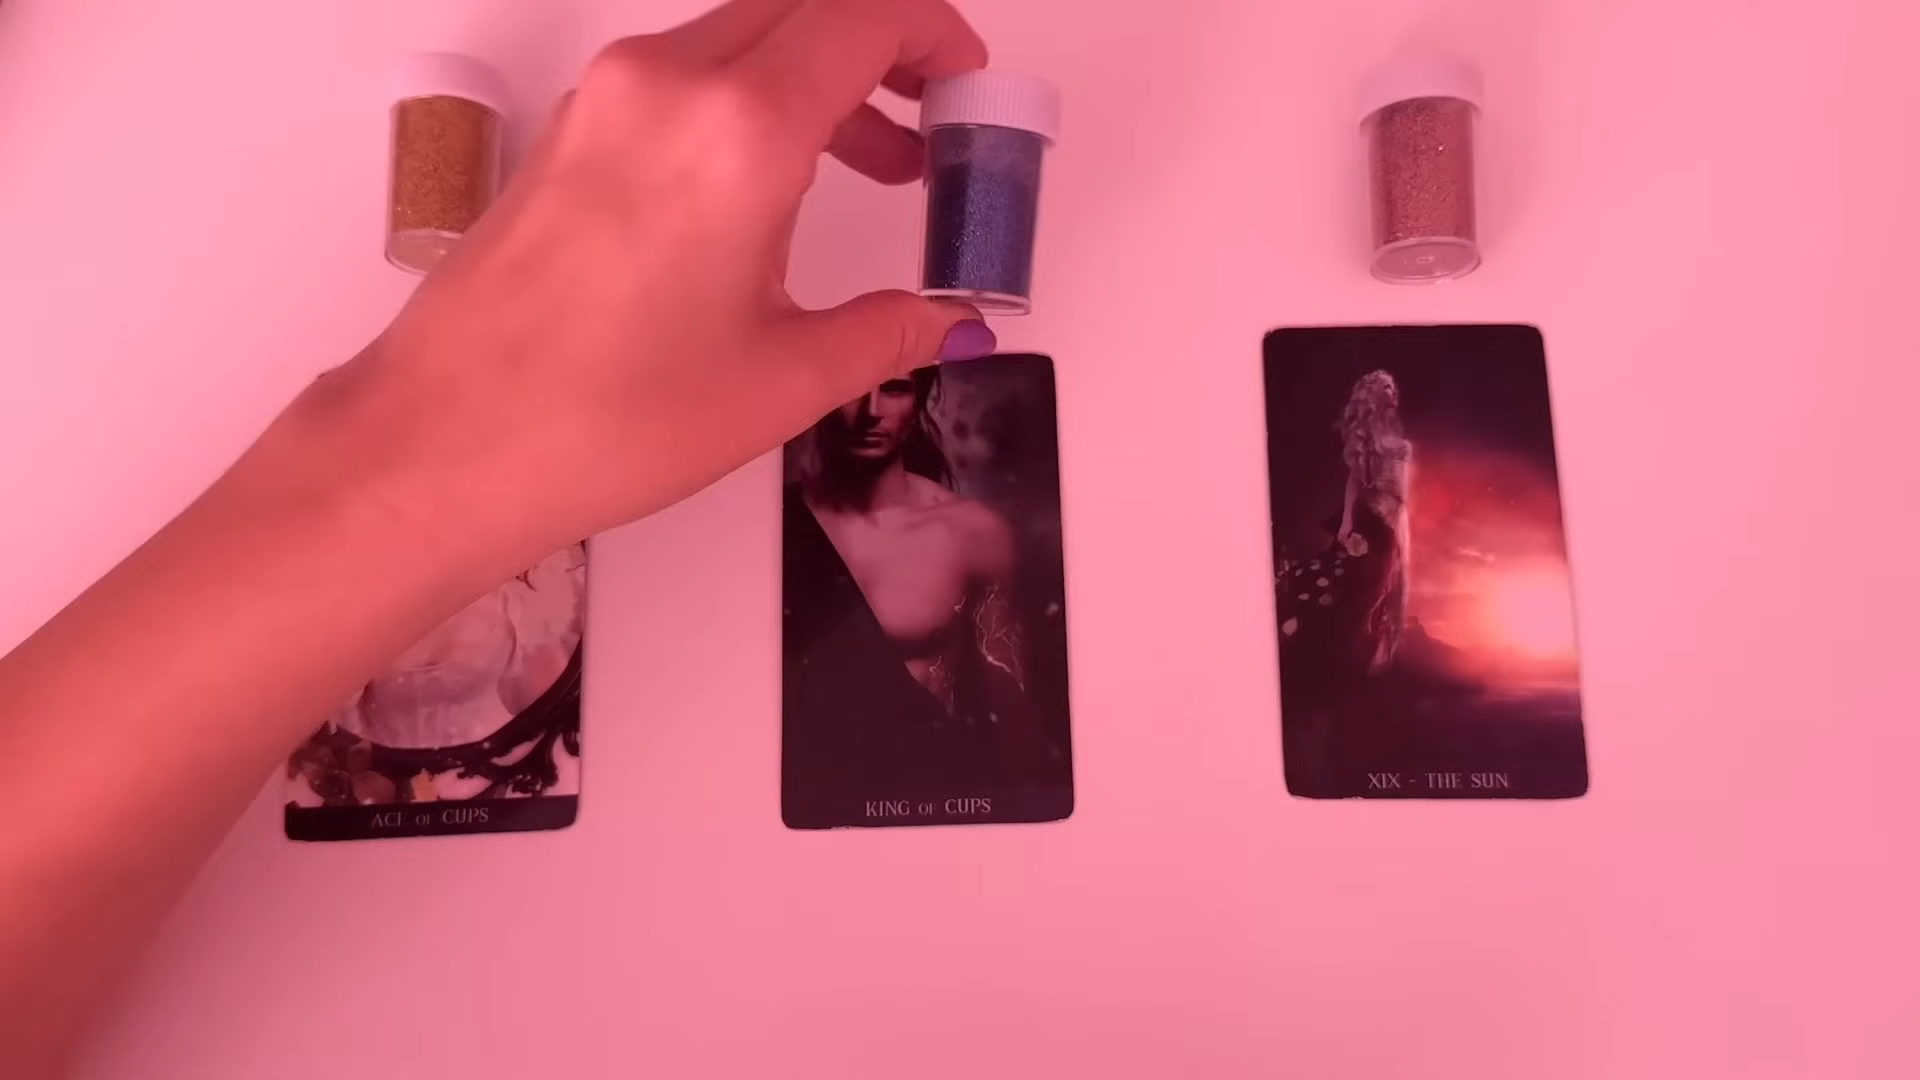 ACE OF CUPS
KING OF CUPS
XIX - THE SUN